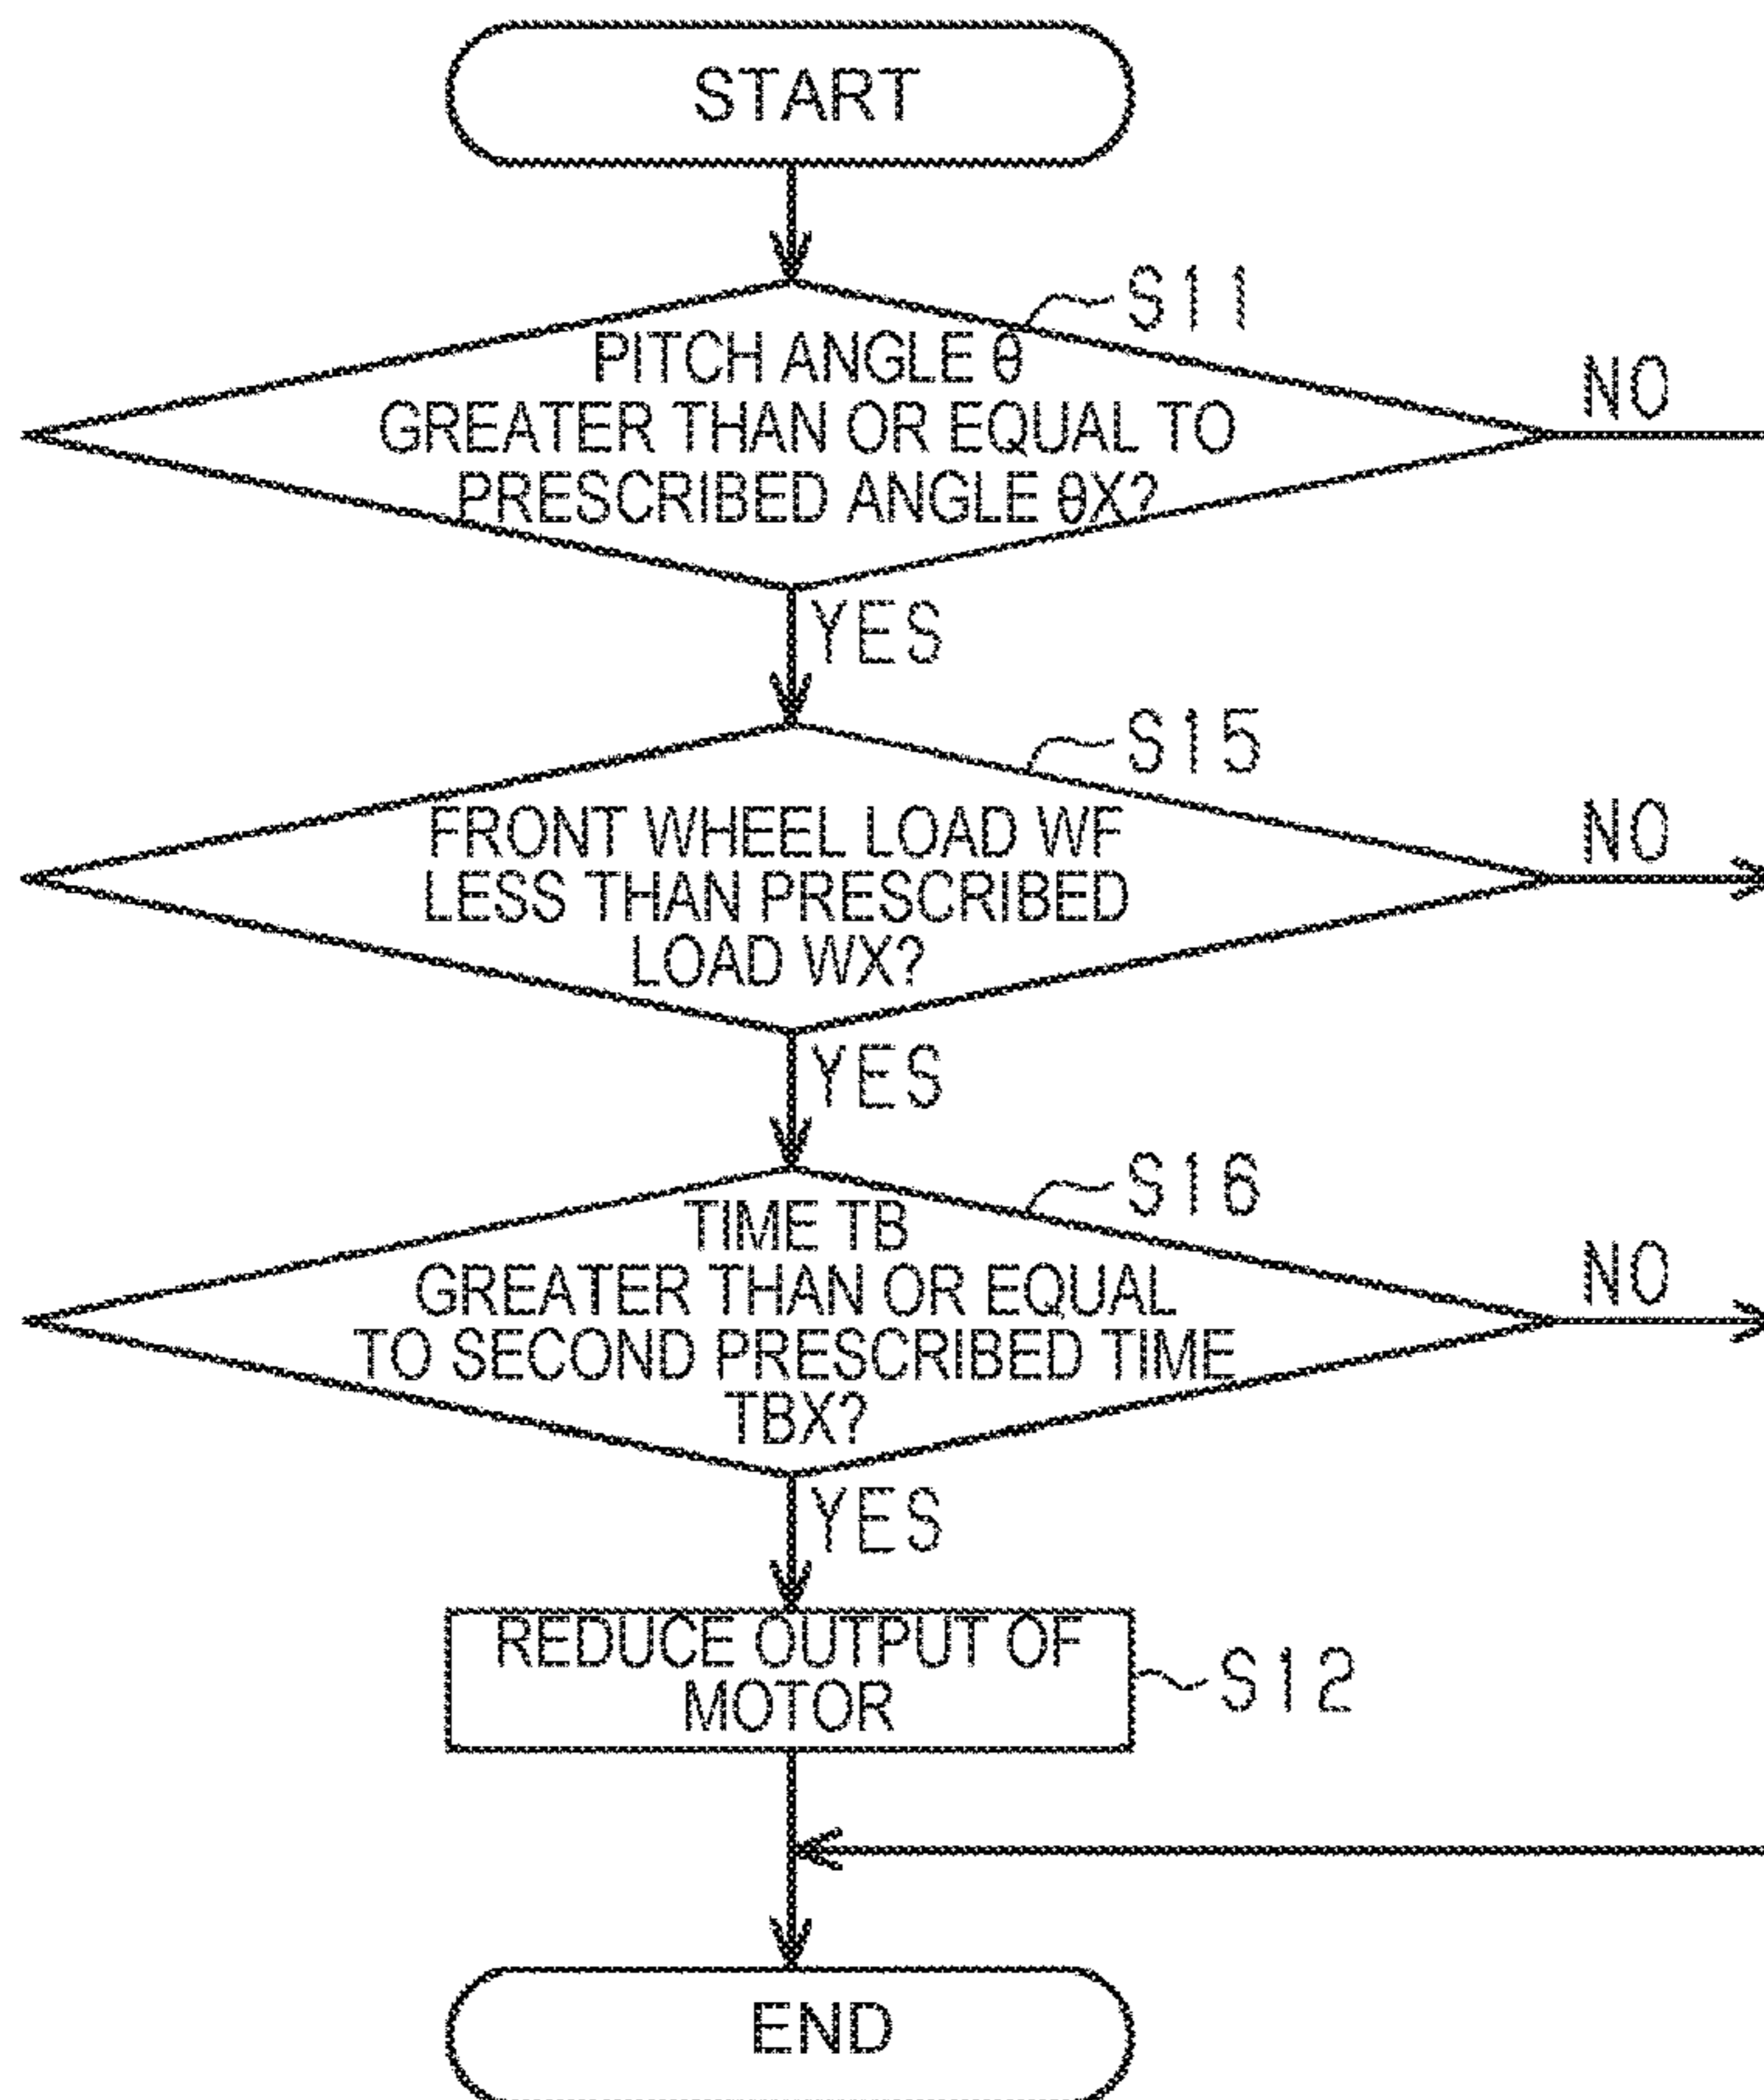 START
S11
PITCH ANGLE θ
GREATER THAN OR EQUAL TO
PRESCRIBED ANGLE θX?
NO
YES
S15
FRONT WHEEL LOAD WF
LESS THAN PRESCRIBED
LOAD WX?
NO
YES
S16
TIME TB
GREATER THAN OR EQUAL
TO SECOND PRESCRIBED TIME
TBX?
NO
YES
REDUCE OUTPUT OF
MOTOR
S12
END